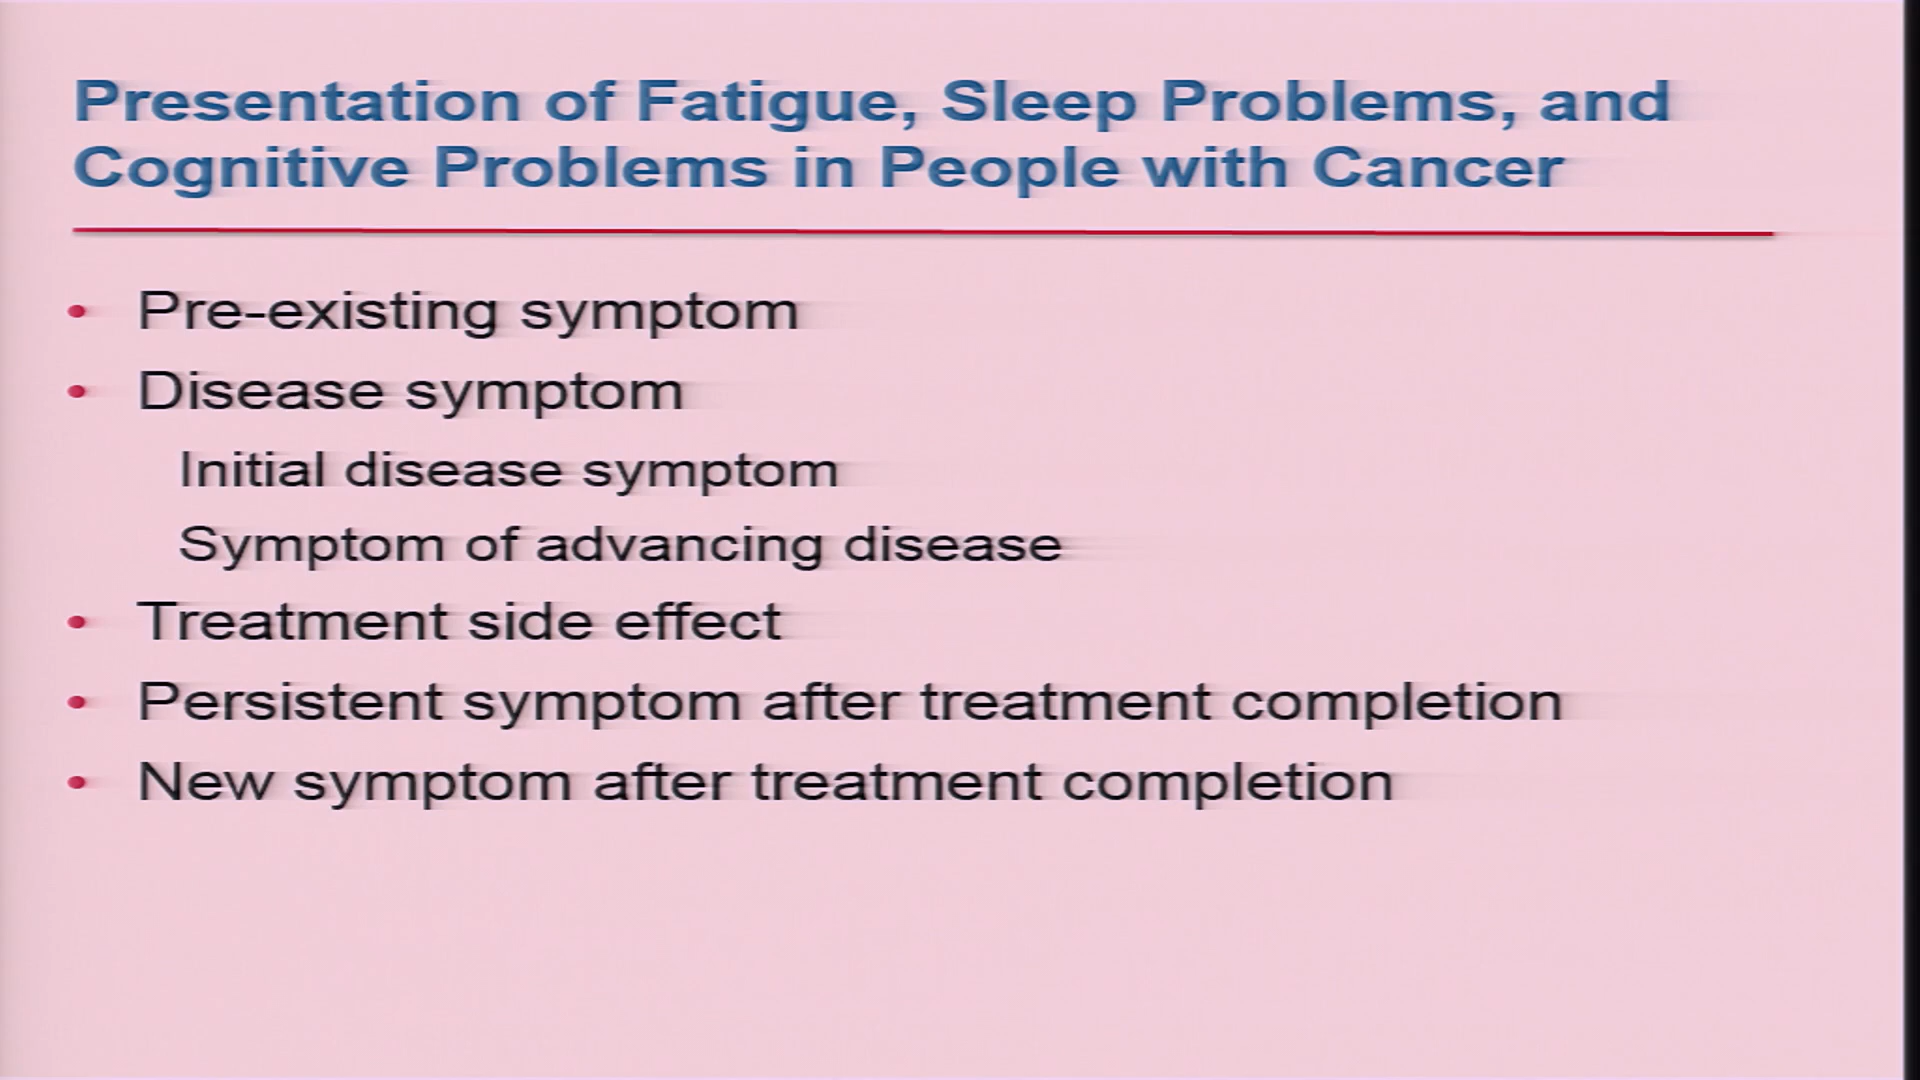 Presentation of Fatigue, Sleep Problems, and
Cognitive Problems in People with Cancer
• Pre-existing symptom
• Disease symptom
Initial disease symptom
Symptom of advancing disease
• Treatment side effect
• Persistent symptom after treatment completion
• New symptom after treatment completion